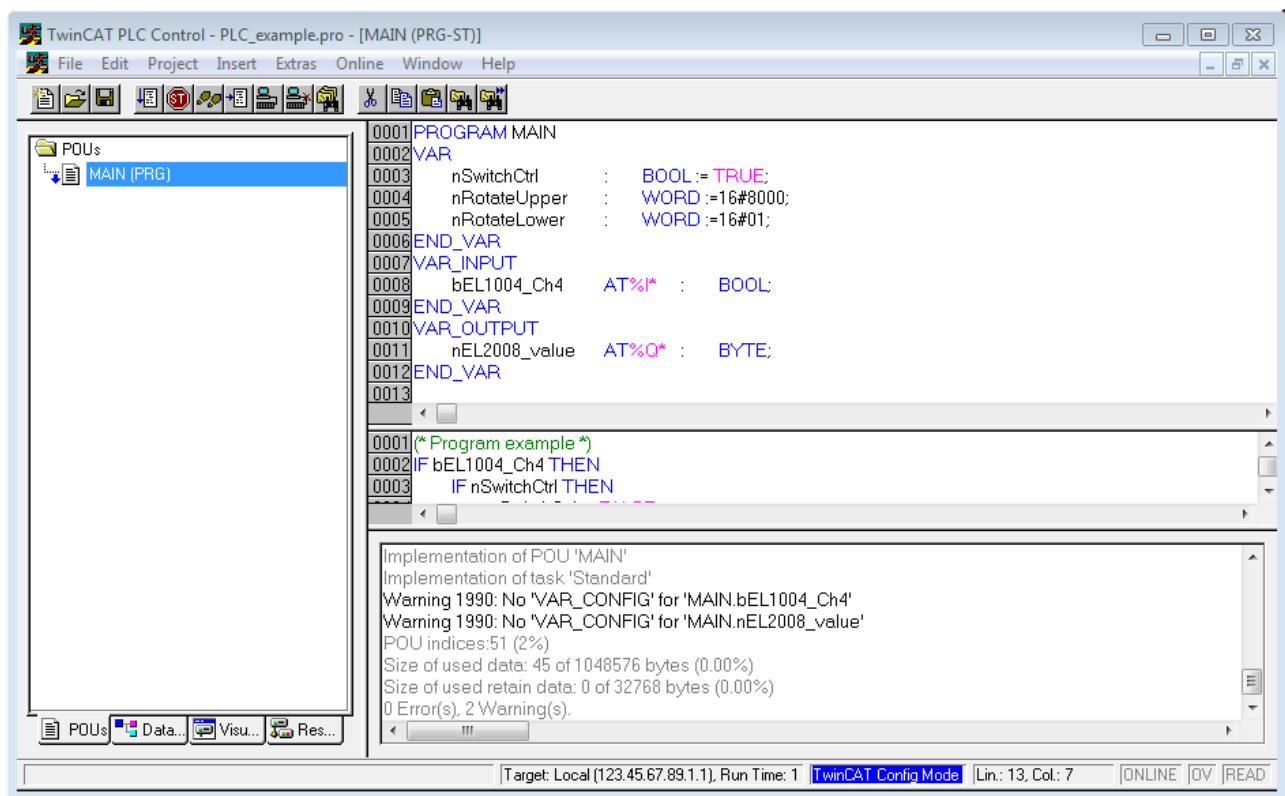 TwinCAT PLC Control - PLC_example.pro - [MAIN (PRG-ST)]
File Edit Project Insert Extras Online Window Help
POUs
MAIN (PRG)
0001 PROGRAM MAIN
0002 VAR
0003 nSwitchCtrl : BOOL := TRUE;
0004 nRotateUpper : WORD :=16#8000;
0005 nRotateLower : WORD :=16#01;
0006 END_VAR
0007 VAR_INPUT
0008 bEL1004_Ch4 AT%I* : BOOL;
0009 END_VAR
0010 VAR_OUTPUT
0011 nEL2008_value AT%Q* : BYTE;
0012 END_VAR
0013
0001 (* Program example *)
0002 IF bEL1004_Ch4 THEN
0003 IF nSwitchCtrl THEN
Implementation of POU 'MAIN'
Implementation of task 'Standard'
Warning 1990: No 'VAR_CONFIG' for 'MAIN.bEL1004_Ch4'
Warning 1990: No 'VAR_CONFIG' for 'MAIN.nEL2008_value'
POU indices:51 (2%)
Size of used data: 45 of 1048576 bytes (0.00%)
Size of used retain data: 0 of 32768 bytes (0.00%)
0 Error(s), 2 Warning(s).
POUs Data... Visu... Res...
Target: Local (123.45.67.89.1.1), Run Time: 1 TwinCAT Config Mode Lin.: 13, Col.: 7 ONLINE OV READ